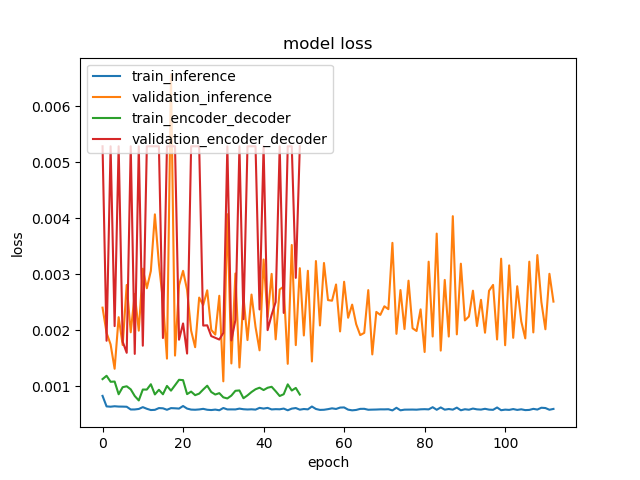 model loss
train_inference
validation_inference
train_encoder_decoder
validation_encoder_decoder
0.006
0.005
0.004
0.003
0.002
0.001
loss
0 20 40 60 80 100
epoch